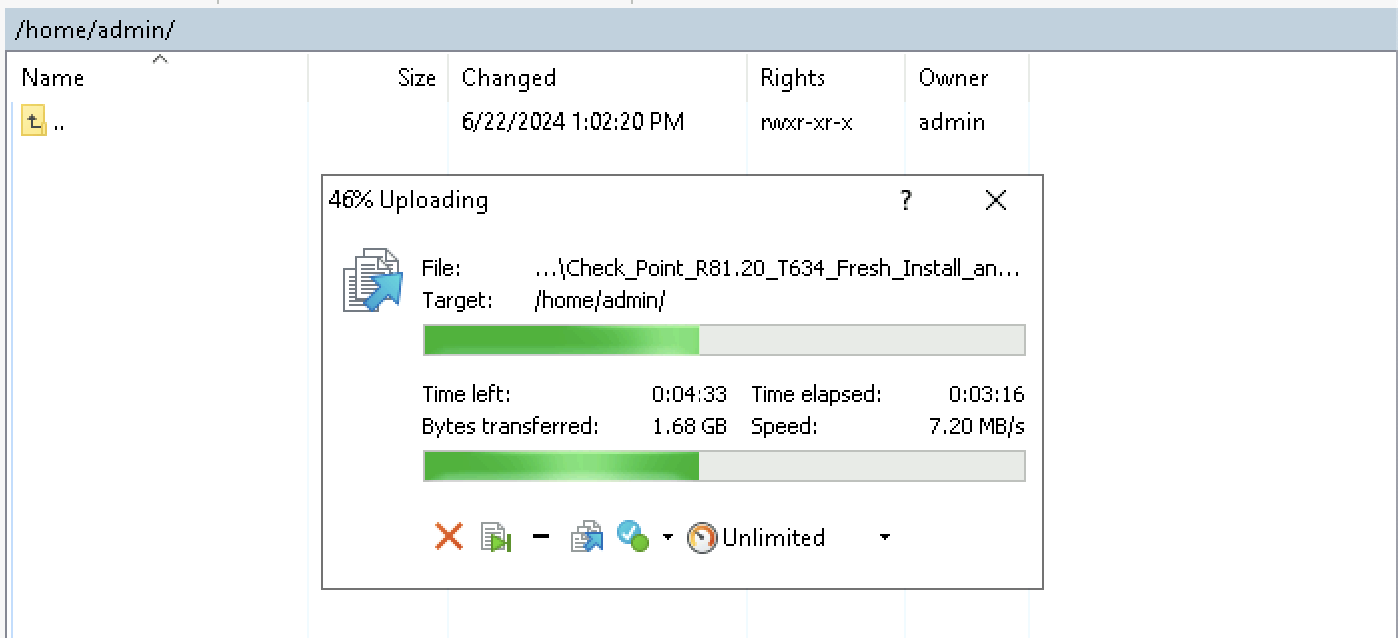 /home/admin/
Name Size Changed Rights Owner
.. 6/22/2024 1:02:20 PM rwxr-xr-x admin
46% Uploading ?
File: ...\Check_Point_R81.20_T634_Fresh_Install_an...
Target: /home/admin/
Time left: 0:04:33 Time elapsed: 0:03:16
Bytes transferred: 1.68 GB Speed: 7.20 MB/s
Unlimited